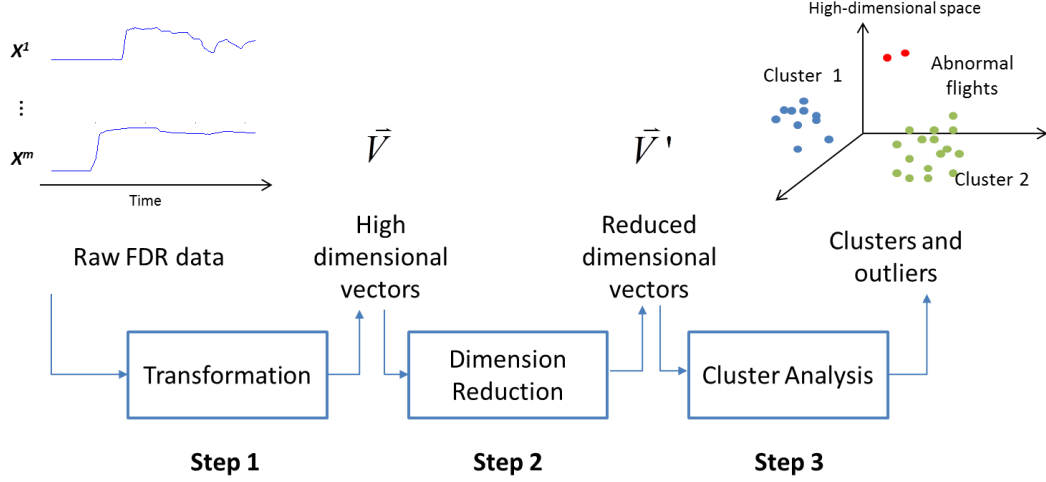 High-dimensional space
X¹
Cluster 1
Abnormal
flights
⋮
X^m
V⃗
V⃗ '
Cluster 2
Time
Raw FDR data
High
dimensional
vectors
Reduced
dimensional
vectors
Clusters and
outliers
Transformation
Dimension
Reduction
Cluster Analysis
Step 1
Step 2
Step 3